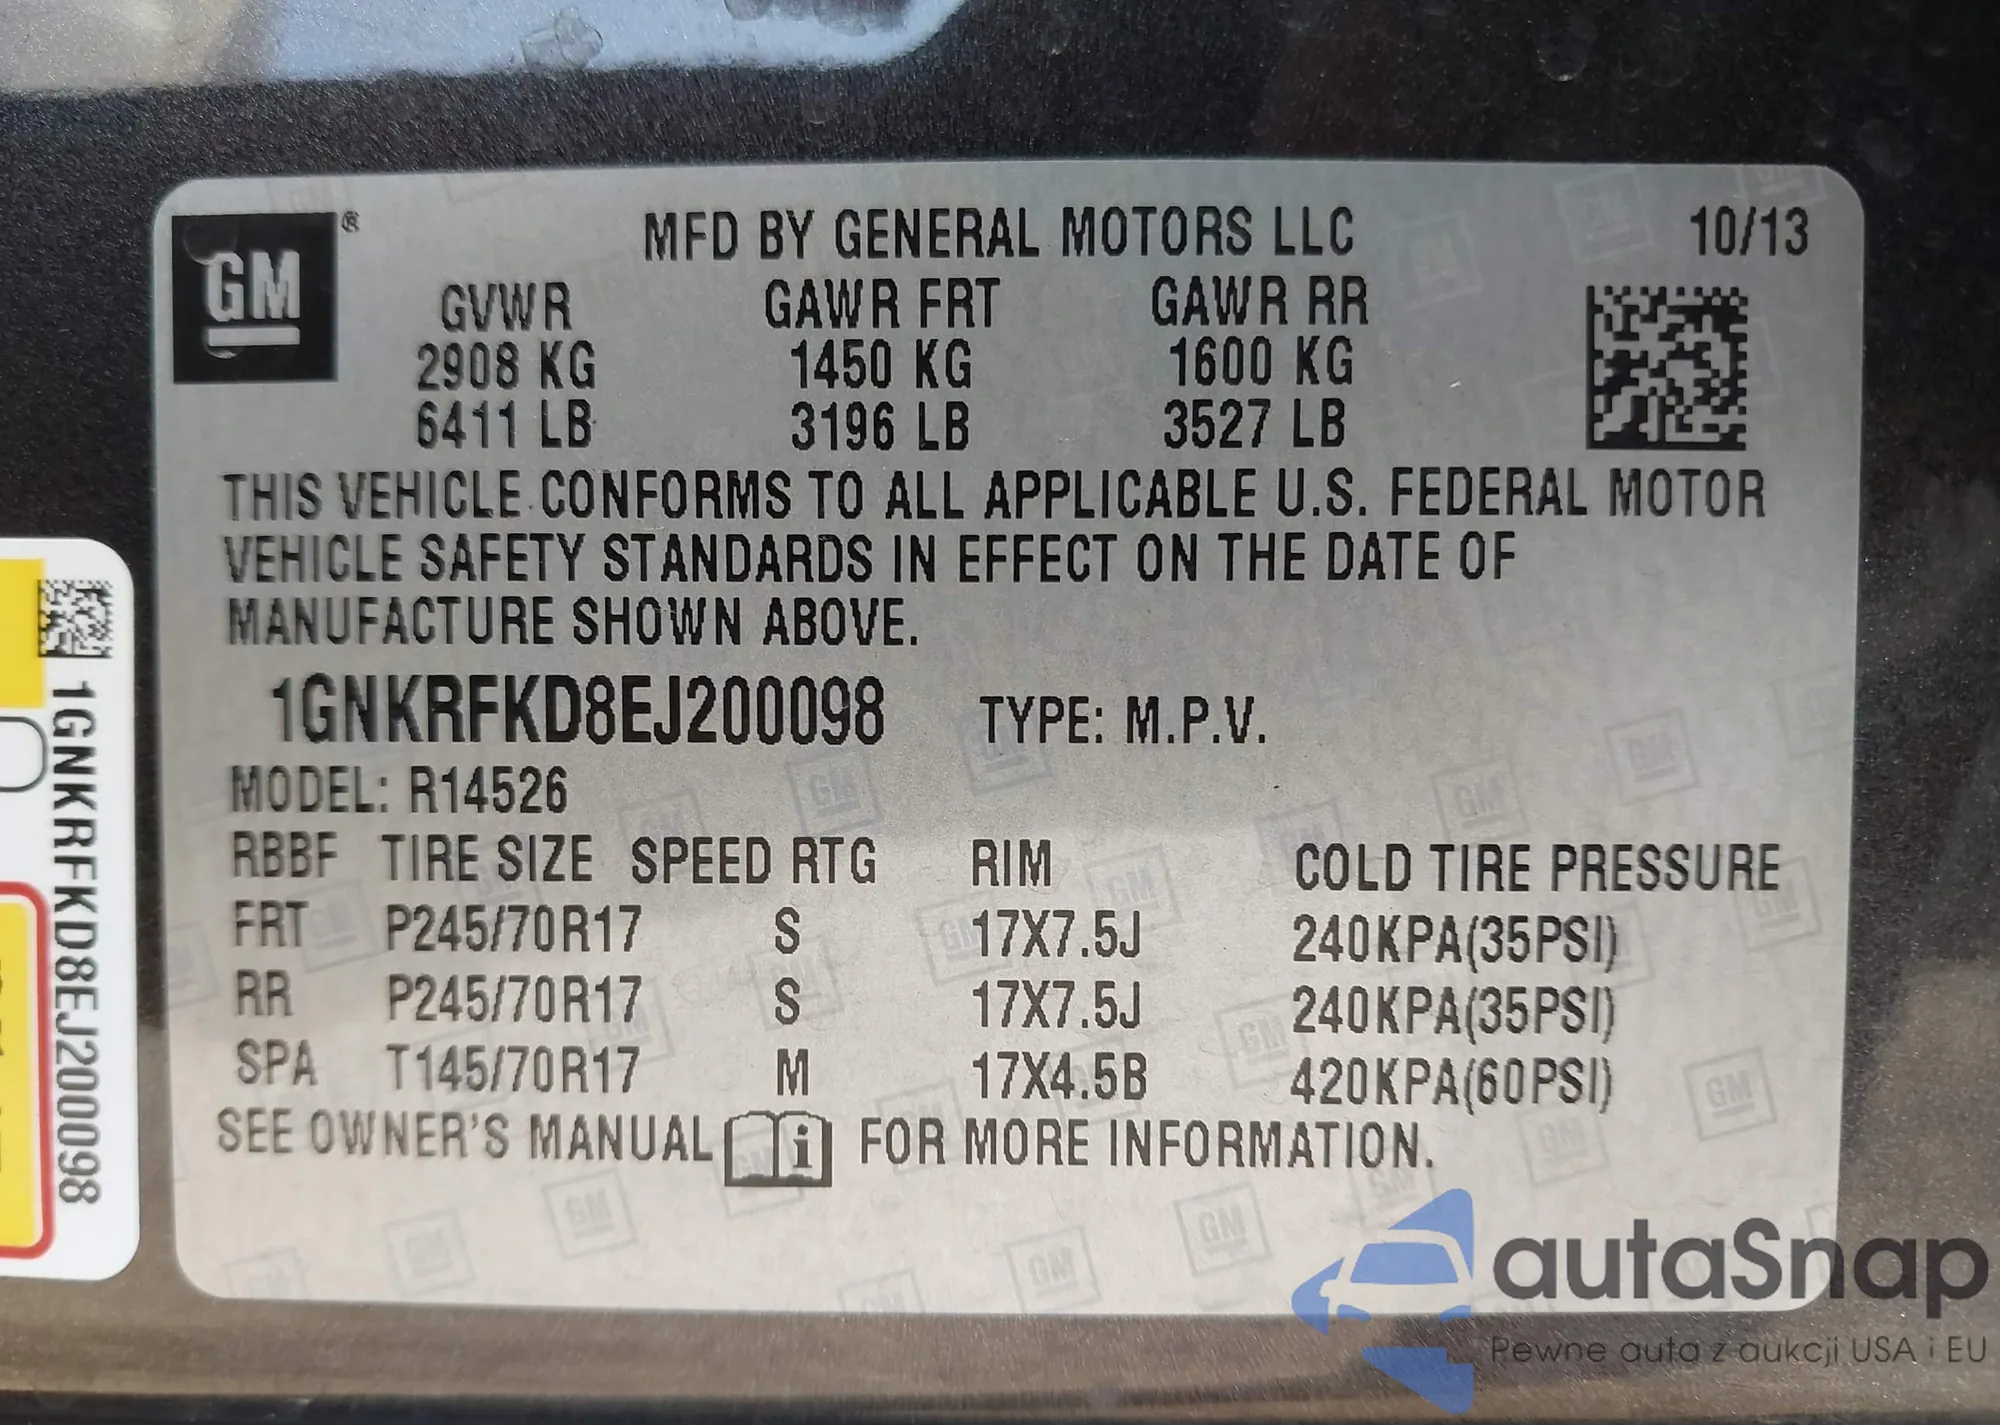 GM ®
MFD BY GENERAL MOTORS LLC 10/13
GVWR GAWR FRT GAWR RR
2908 KG 1450 KG 1600 KG
6411 LB 3196 LB 3527 LB
THIS VEHICLE CONFORMS TO ALL APPLICABLE U.S. FEDERAL MOTOR
VEHICLE SAFETY STANDARDS IN EFFECT ON THE DATE OF
MANUFACTURE SHOWN ABOVE.
1GNKRFKD8EJ200098 TYPE: M.P.V.
MODEL: R14526
RBBF TIRE SIZE SPEED RTG RIM COLD TIRE PRESSURE
FRT P245/70R17 S 17X7.5J 240KPA(35PSI)
RR P245/70R17 S 17X7.5J 240KPA(35PSI)
SPA T145/70R17 M 17X4.5B 420KPA(60PSI)
SEE OWNER'S MANUAL i FOR MORE INFORMATION.
1GNKRFKD8EJ200098
autaSnap
Pewne auta z aukcji USA i EU